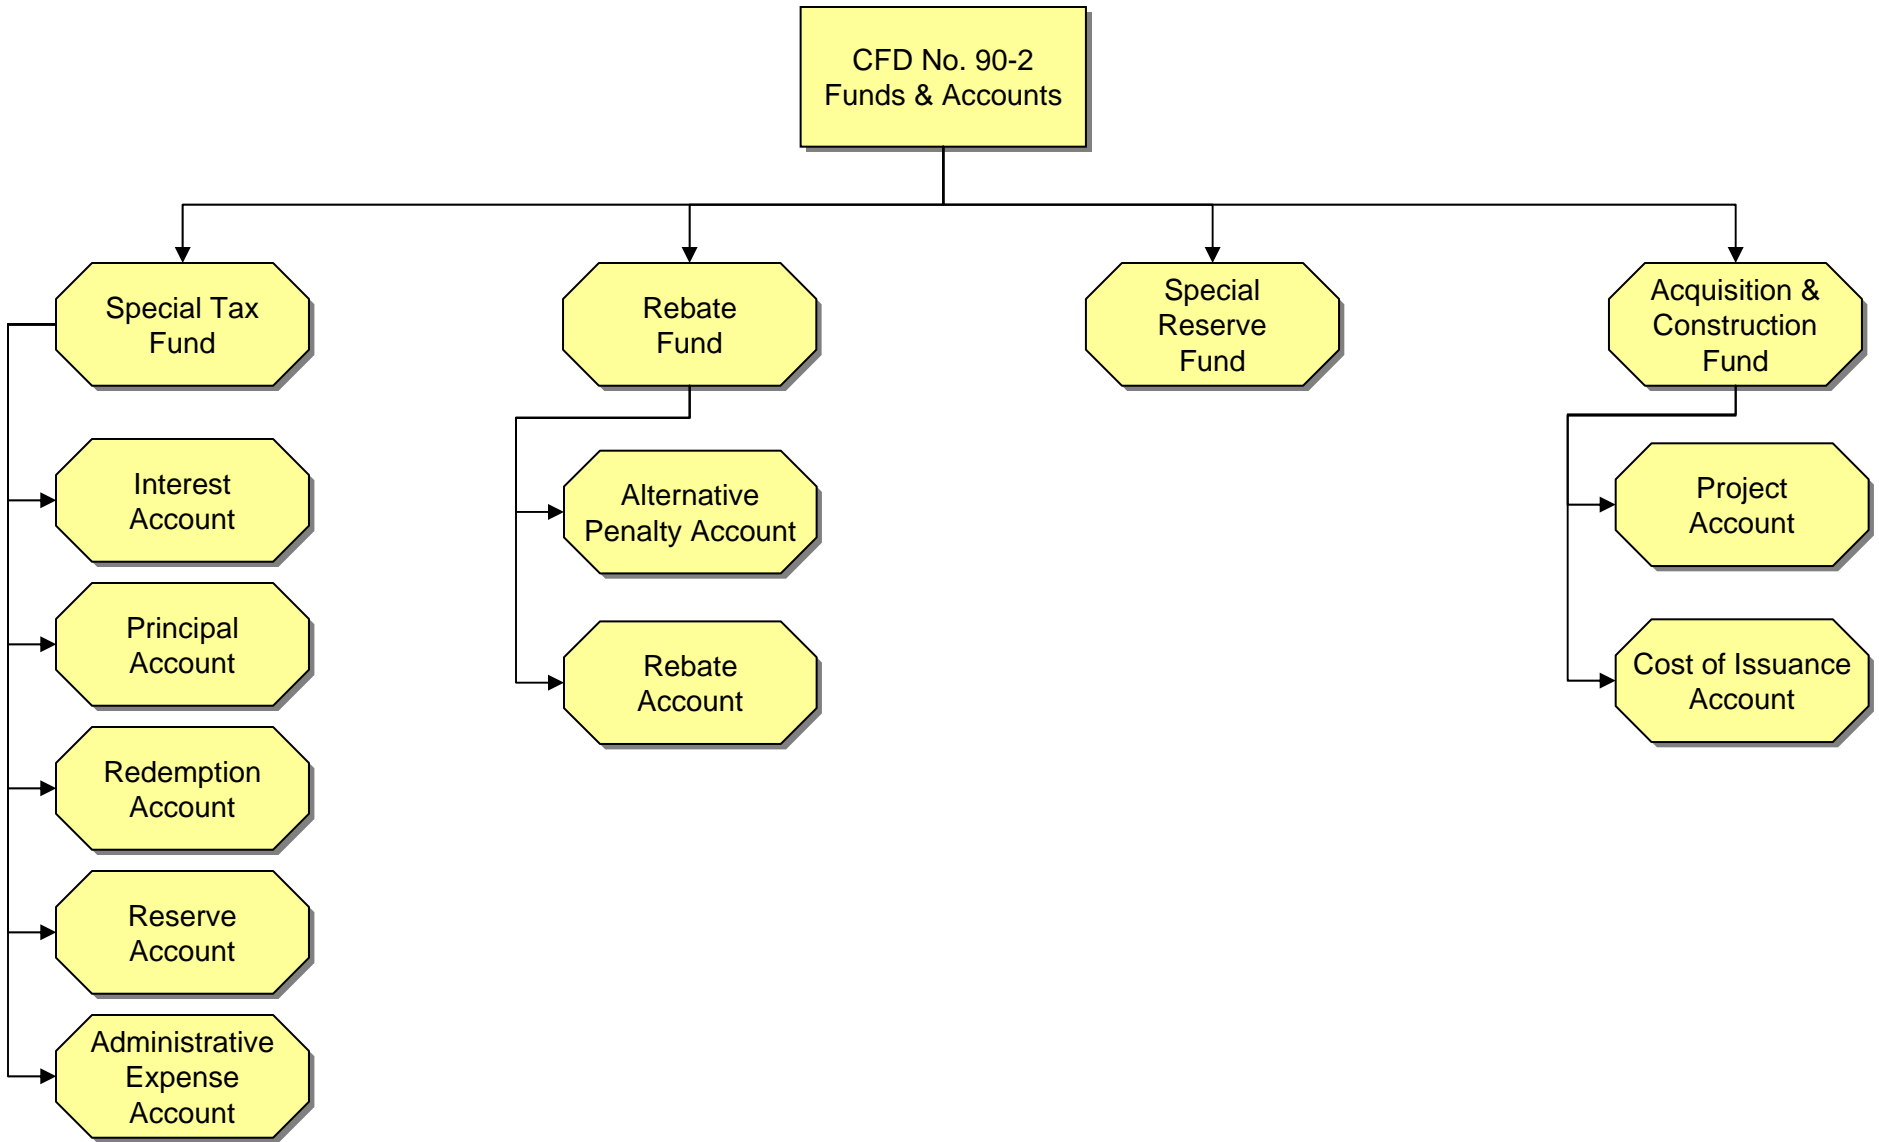 CFD No. 90-2
Funds & Accounts
Special Tax
Fund
Rebate
Fund
Special
Reserve
Fund
Acquisition &
Construction
Fund
Interest
Account
Alternative
Penalty Account
Project
Account
Principal
Account
Rebate
Account
Cost of Issuance
Account
Redemption
Account
Reserve
Account
Administrative
Expense
Account